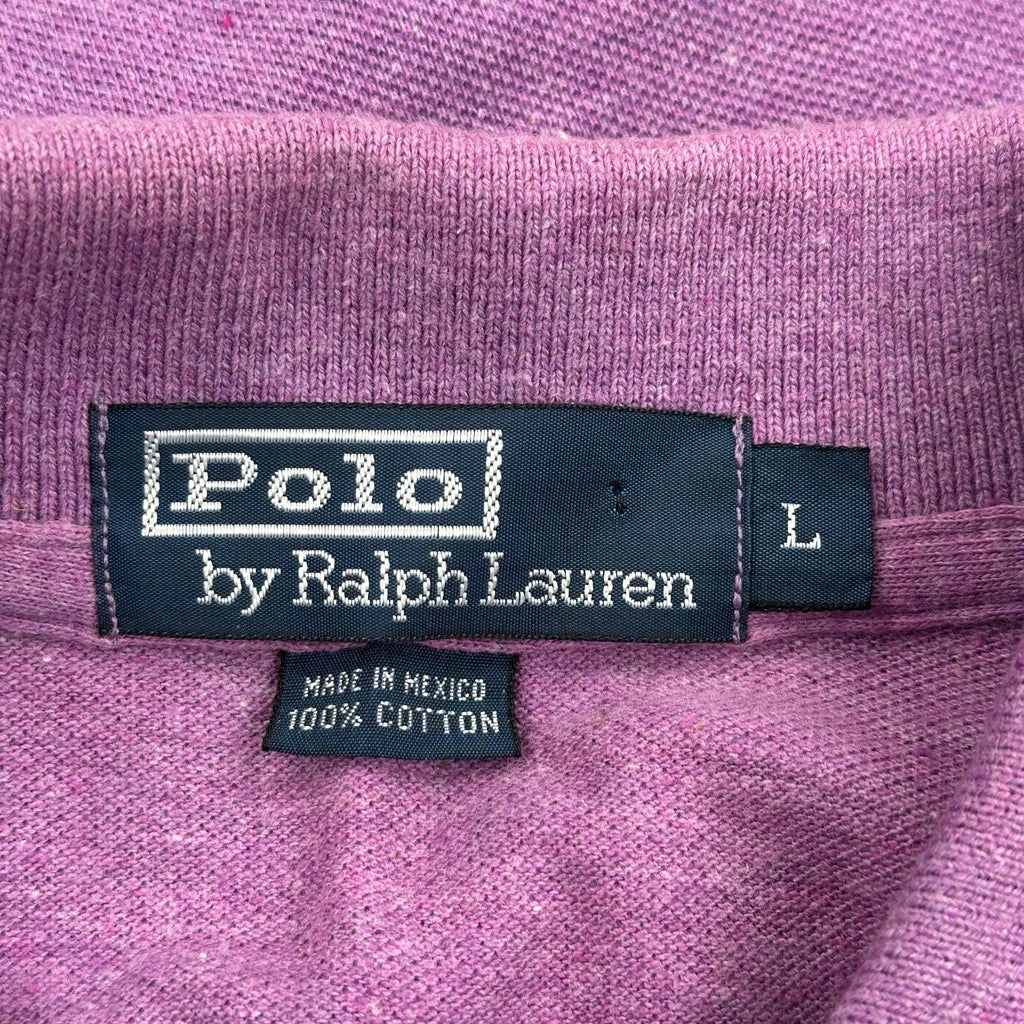 Polo
by Ralph Lauren
L
MADE IN MEXICO
100% COTTON